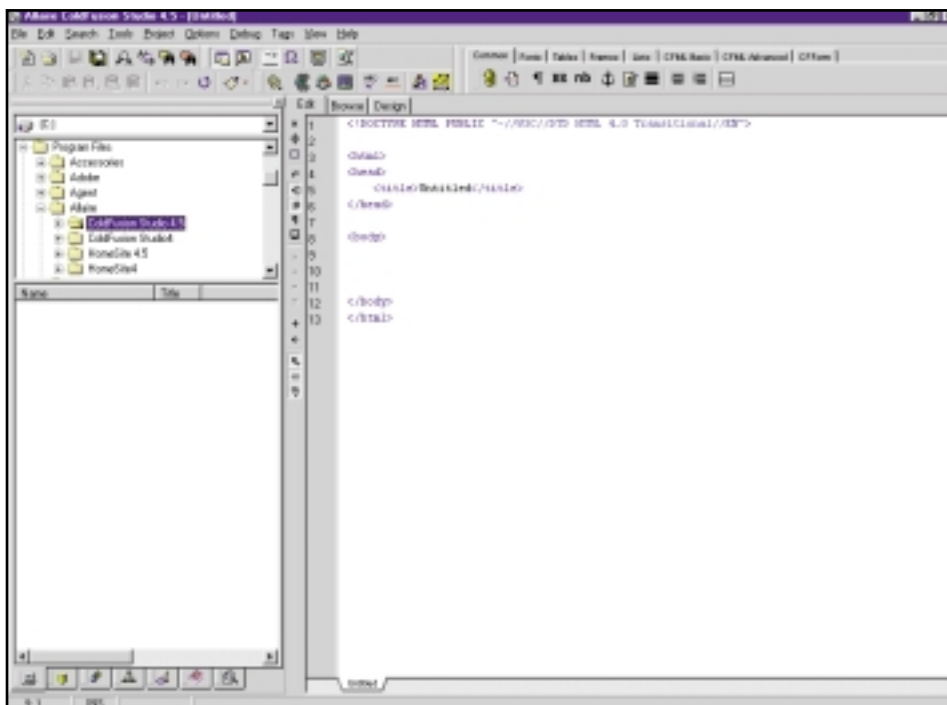 Allaire ColdFusion Studio 4.5 - [Untitled]
File Edit Search Tools Project Options Debug Tags View Help
Common Fonts Tables Frames Lists CFML Basic CFML Advanced CFForm
Edit Browse Design
Program Files
Accessories
Adobe
Agent
Allaire
ColdFusion Studio 4.5
ColdFusion Studio4
HomeSite 4.5
HomeSite4
Name Title
1 <!DOCTYPE HTML PUBLIC "-//W3C//DTD HTML 4.0 Transitional//EN">
2
3 <html>
4 <head>
5 <title>Untitled</title>
6 </head>
7
8 <body>
9
10
11
12 </body>
13 </html>
Untitled
INS